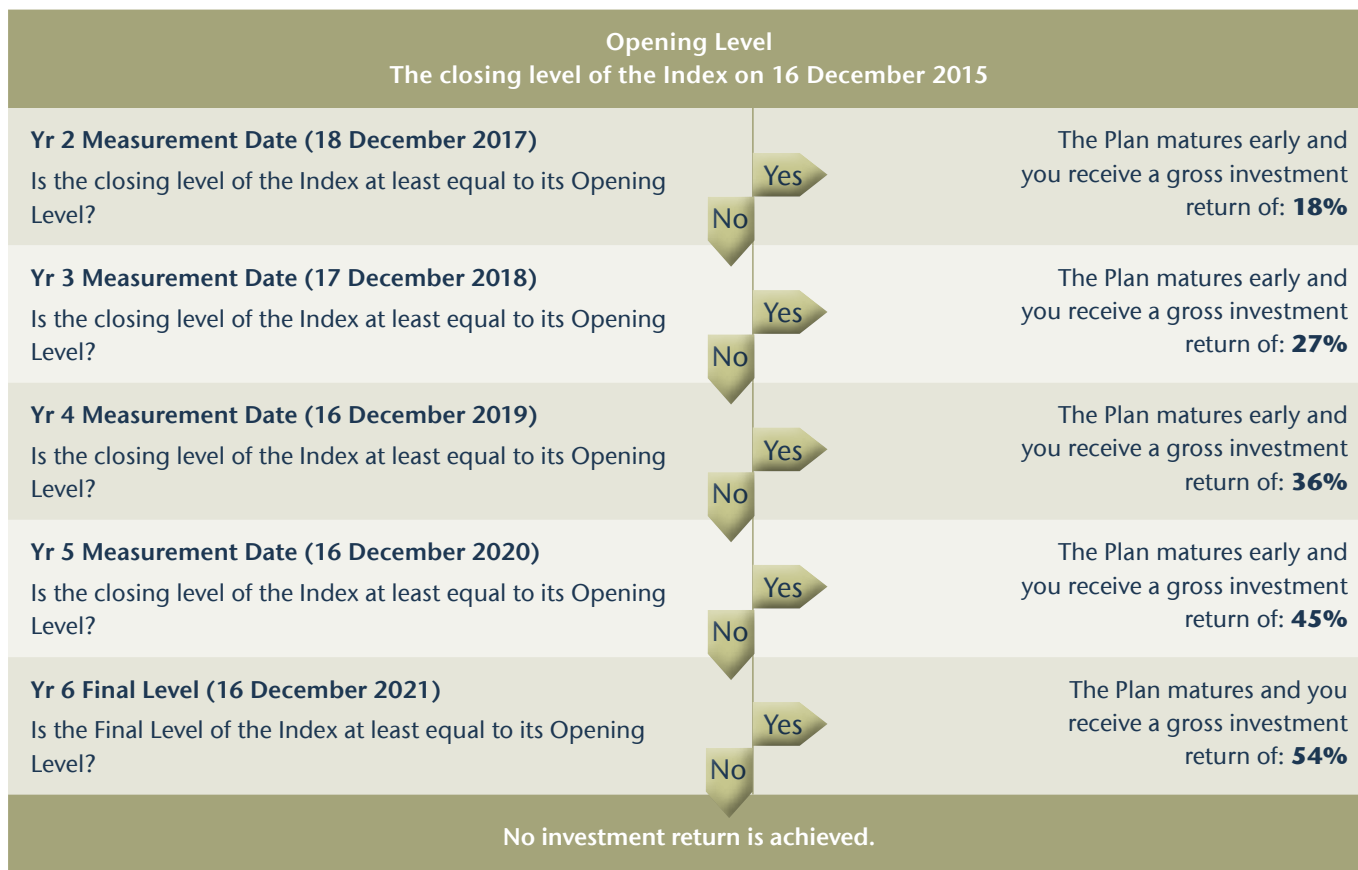 Opening Level
The closing level of the Index on 16 December 2015
Yr 2 Measurement Date (18 December 2017)
Is the closing level of the Index at least equal to its Opening
Level?
Yes
No
The Plan matures early and
you receive a gross investment
return of: 18%
Yr 3 Measurement Date (17 December 2018)
Is the closing level of the Index at least equal to its Opening
Level?
Yes
No
The Plan matures early and
you receive a gross investment
return of: 27%
Yr 4 Measurement Date (16 December 2019)
Is the closing level of the Index at least equal to its Opening
Level?
Yes
No
The Plan matures early and
you receive a gross investment
return of: 36%
Yr 5 Measurement Date (16 December 2020)
Is the closing level of the Index at least equal to its Opening
Level?
Yes
No
The Plan matures early and
you receive a gross investment
return of: 45%
Yr 6 Final Level (16 December 2021)
Is the Final Level of the Index at least equal to its Opening
Level?
Yes
No
The Plan matures and you
receive a gross investment
return of: 54%
No investment return is achieved.